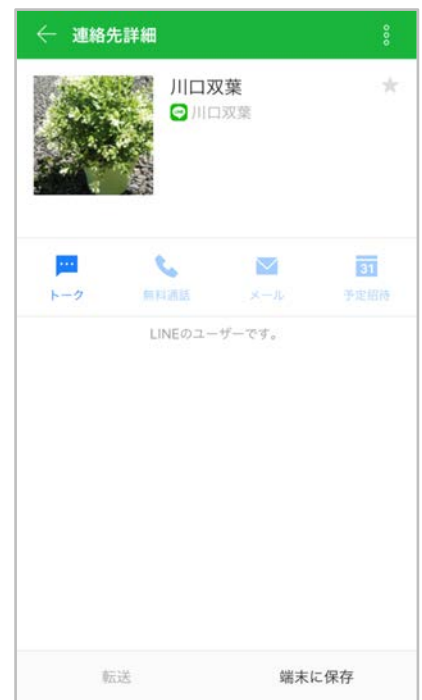 連絡先詳細
川口双葉
川口双葉
トーク 無料通話 メール 31 予定招待
LINEのユーザーです。
転送 端末に保存